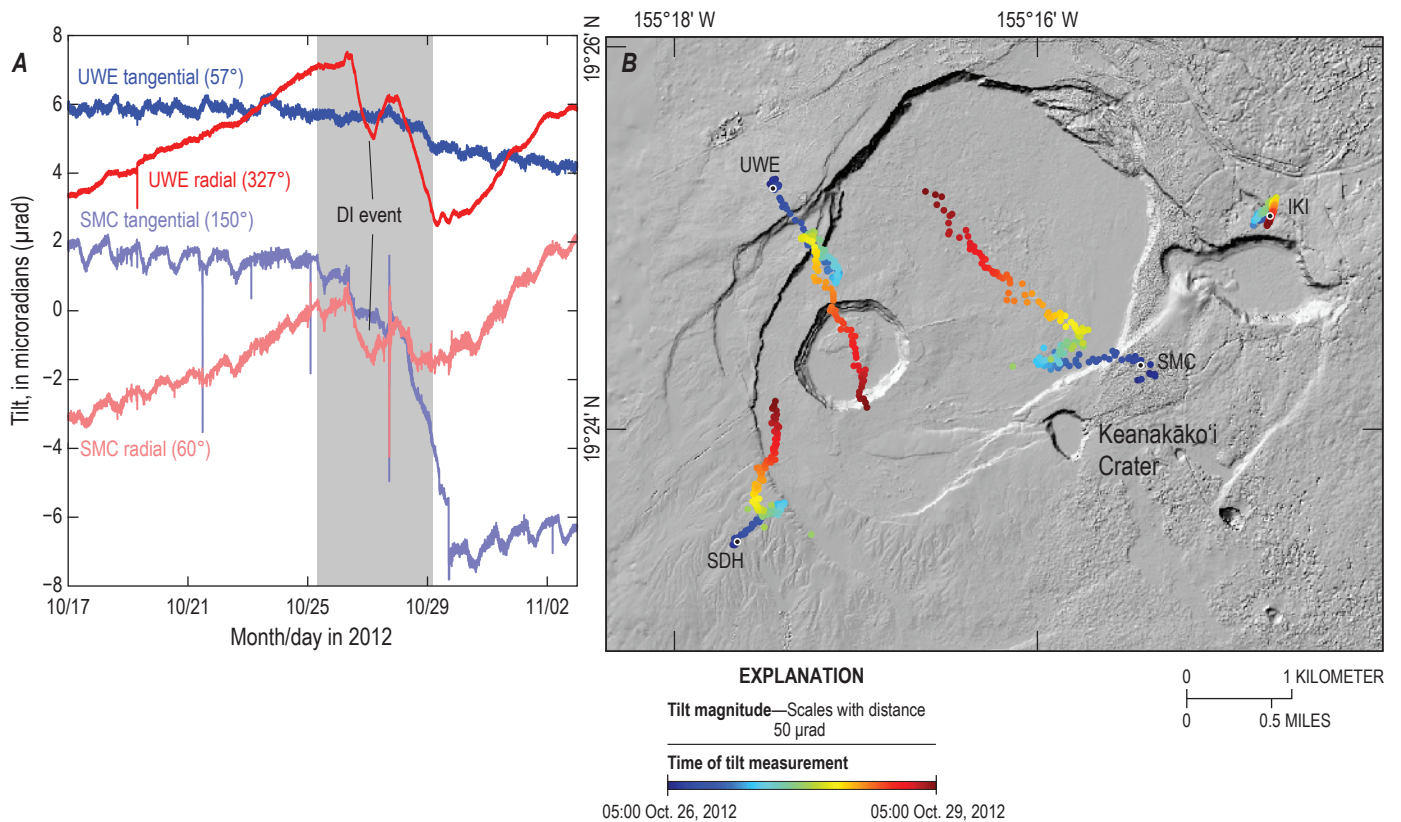 A
8
6
4
2
0
−2
−4
−6
−8
Tilt, in microradians (µrad)
UWE tangential (57°)
UWE radial (327°)
SMC tangential (150°)
DI event
SMC radial (60°)
10/17
10/21
10/25
10/29
11/02
Month/day in 2012
155°18' W
155°16' W
19°26' N
19°24' N
B
UWE
IKI
SMC
Keanakākoʻi
Crater
SDH
EXPLANATION
Tilt magnitude—Scales with distance
50 µrad
Time of tilt measurement
05:00 Oct. 26, 2012
05:00 Oct. 29, 2012
0
1 KILOMETER
0
0.5 MILES